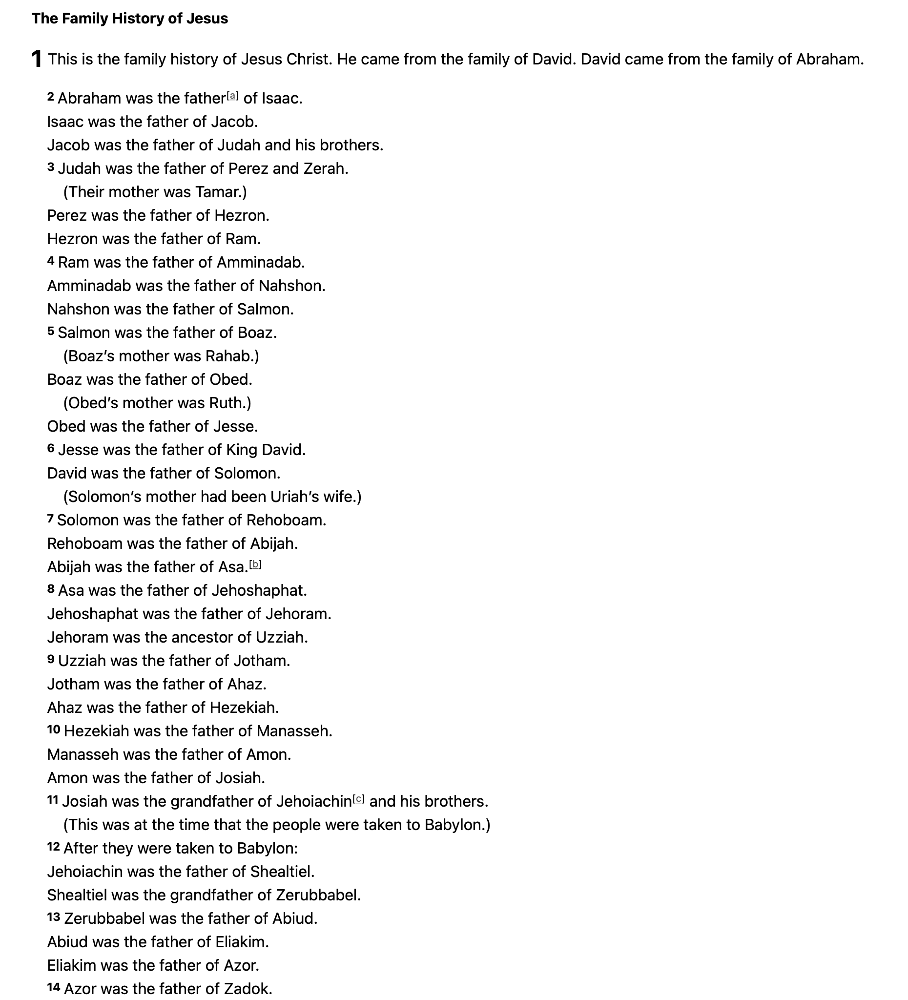 The Family History of Jesus
1 This is the family history of Jesus Christ. He came from the family of David. David came from the family of Abraham.
2 Abraham was the father[a] of Isaac.
Isaac was the father of Jacob.
Jacob was the father of Judah and his brothers.
3 Judah was the father of Perez and Zerah.
(Their mother was Tamar.)
Perez was the father of Hezron.
Hezron was the father of Ram.
4 Ram was the father of Amminadab.
Amminadab was the father of Nahshon.
Nahshon was the father of Salmon.
5 Salmon was the father of Boaz.
(Boaz’s mother was Rahab.)
Boaz was the father of Obed.
(Obed’s mother was Ruth.)
Obed was the father of Jesse.
6 Jesse was the father of King David.
David was the father of Solomon.
(Solomon’s mother had been Uriah’s wife.)
7 Solomon was the father of Rehoboam.
Rehoboam was the father of Abijah.
Abijah was the father of Asa.[b]
8 Asa was the father of Jehoshaphat.
Jehoshaphat was the father of Jehoram.
Jehoram was the ancestor of Uzziah.
9 Uzziah was the father of Jotham.
Jotham was the father of Ahaz.
Ahaz was the father of Hezekiah.
10 Hezekiah was the father of Manasseh.
Manasseh was the father of Amon.
Amon was the father of Josiah.
11 Josiah was the grandfather of Jehoiachin[c] and his brothers.
(This was at the time that the people were taken to Babylon.)
12 After they were taken to Babylon:
Jehoiachin was the father of Shealtiel.
Shealtiel was the grandfather of Zerubbabel.
13 Zerubbabel was the father of Abiud.
Abiud was the father of Eliakim.
Eliakim was the father of Azor.
14 Azor was the father of Zadok.